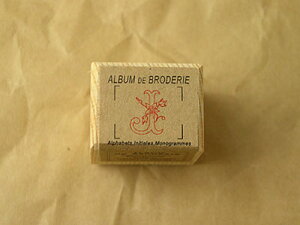 ALBUM DE BRODERIE
J
Alphabets Initiales Monogrammes